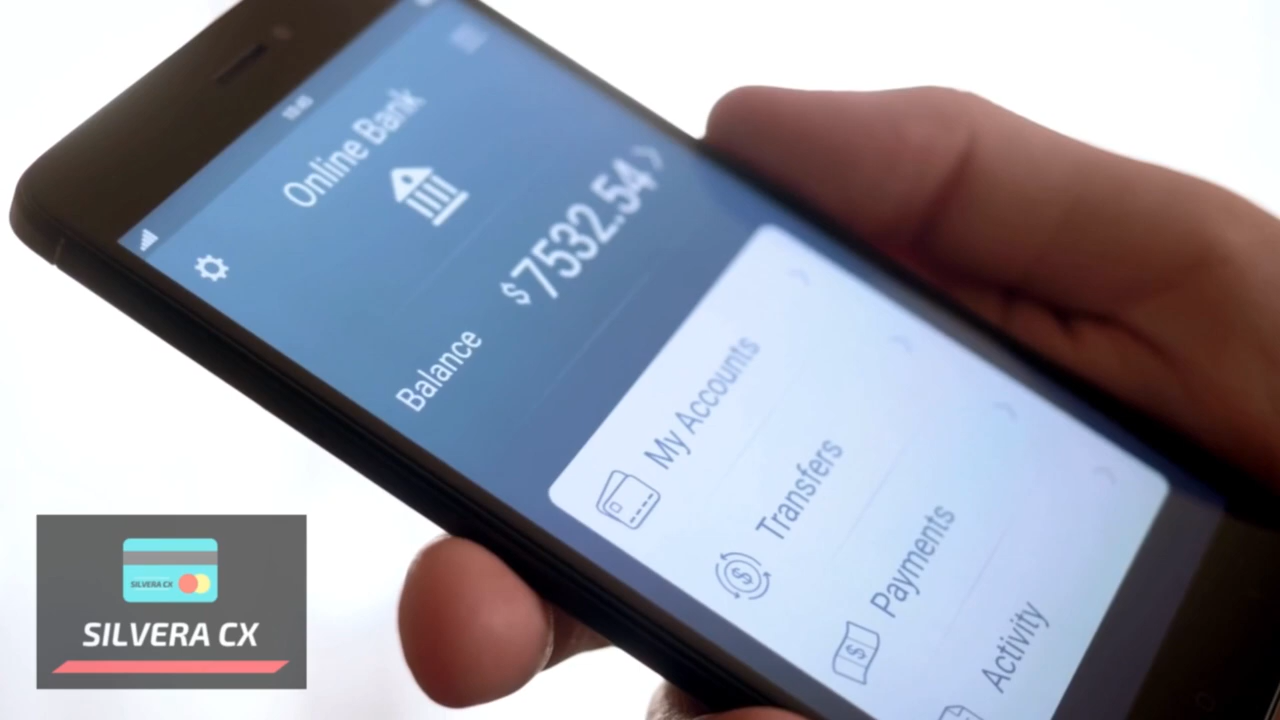 Online Bank
Balance
$7532.54
My Accounts
Transfers
Payments
Activity
SILVERA CX
SILVERA CX